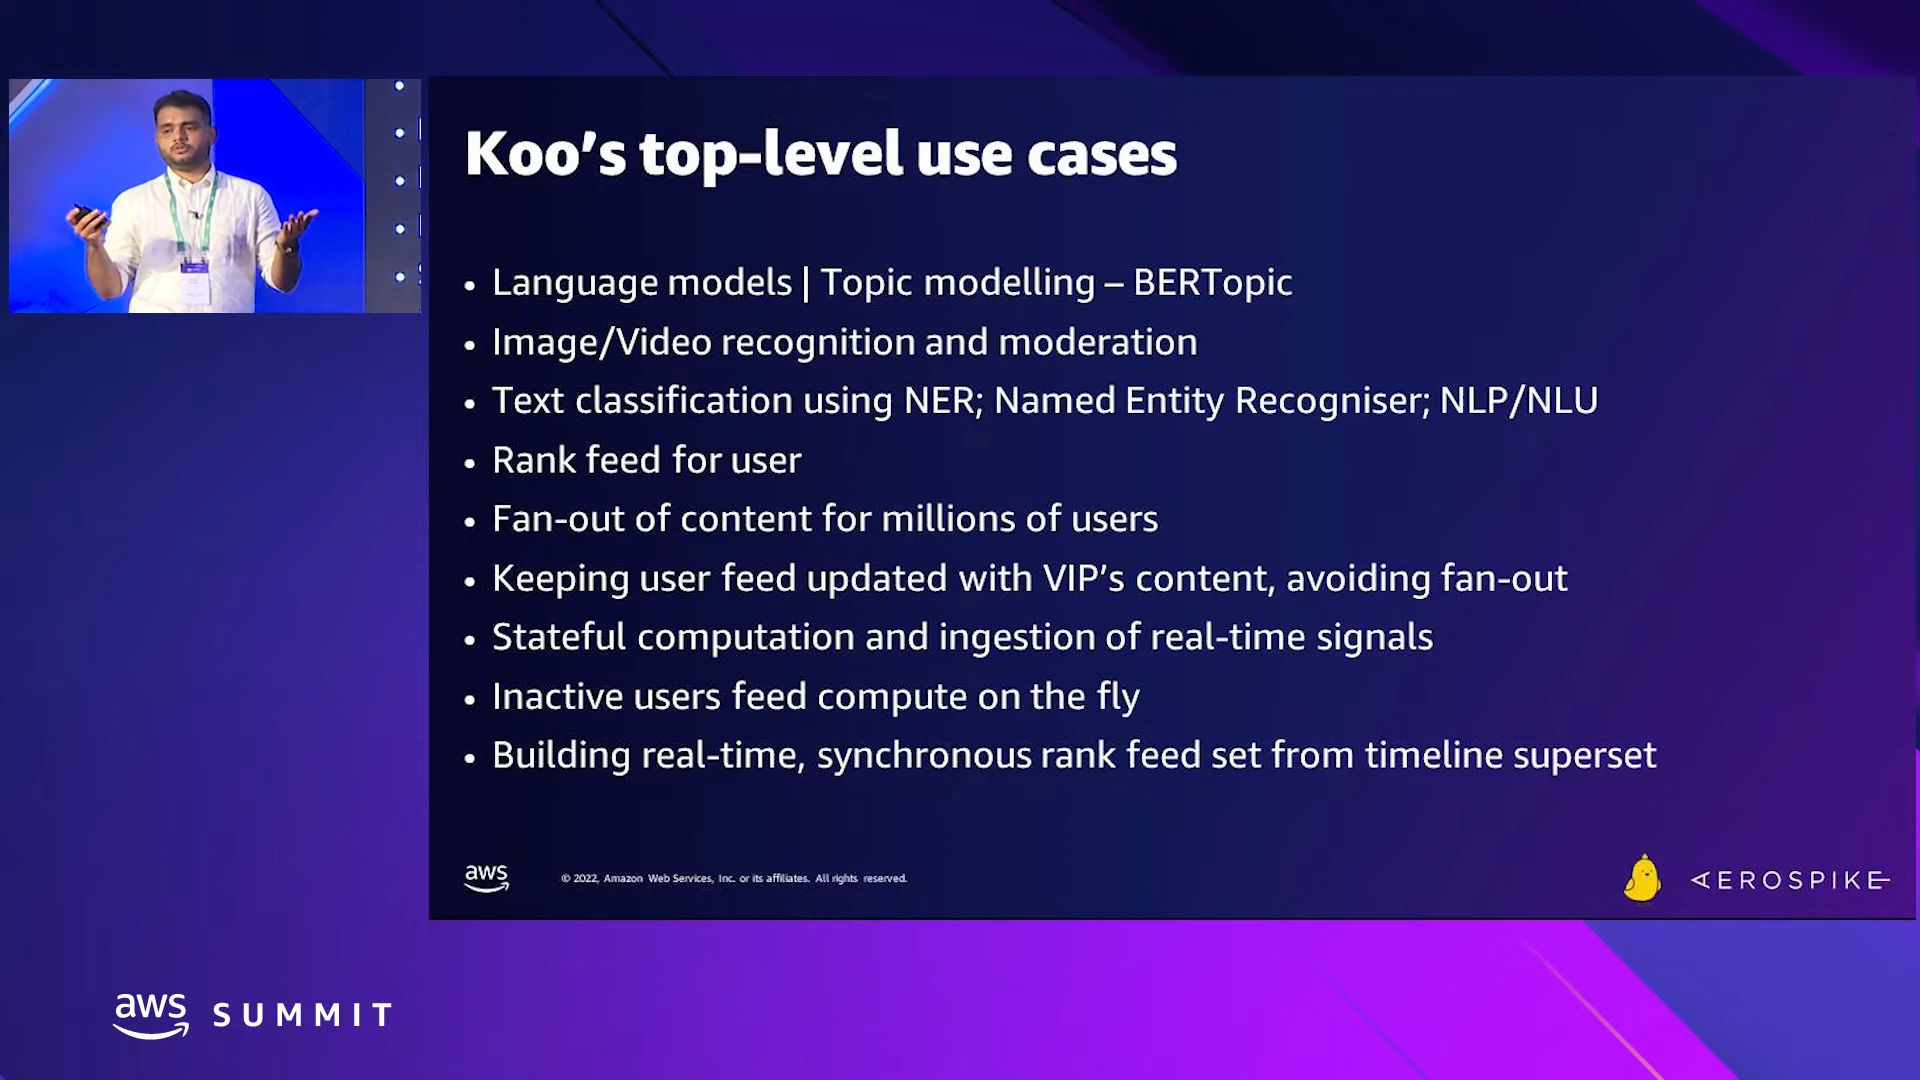 Koo’s top-level use cases
• Language models | Topic modelling – BERTopic
• Image/Video recognition and moderation
• Text classification using NER; Named Entity Recogniser; NLP/NLU
• Rank feed for user
• Fan-out of content for millions of users
• Keeping user feed updated with VIP’s content, avoiding fan-out
• Stateful computation and ingestion of real-time signals
• Inactive users feed compute on the fly
• Building real-time, synchronous rank feed set from timeline superset
aws
© 2022, Amazon Web Services, Inc. or its affiliates. All rights reserved.
AEROSPIKE
aws SUMMIT